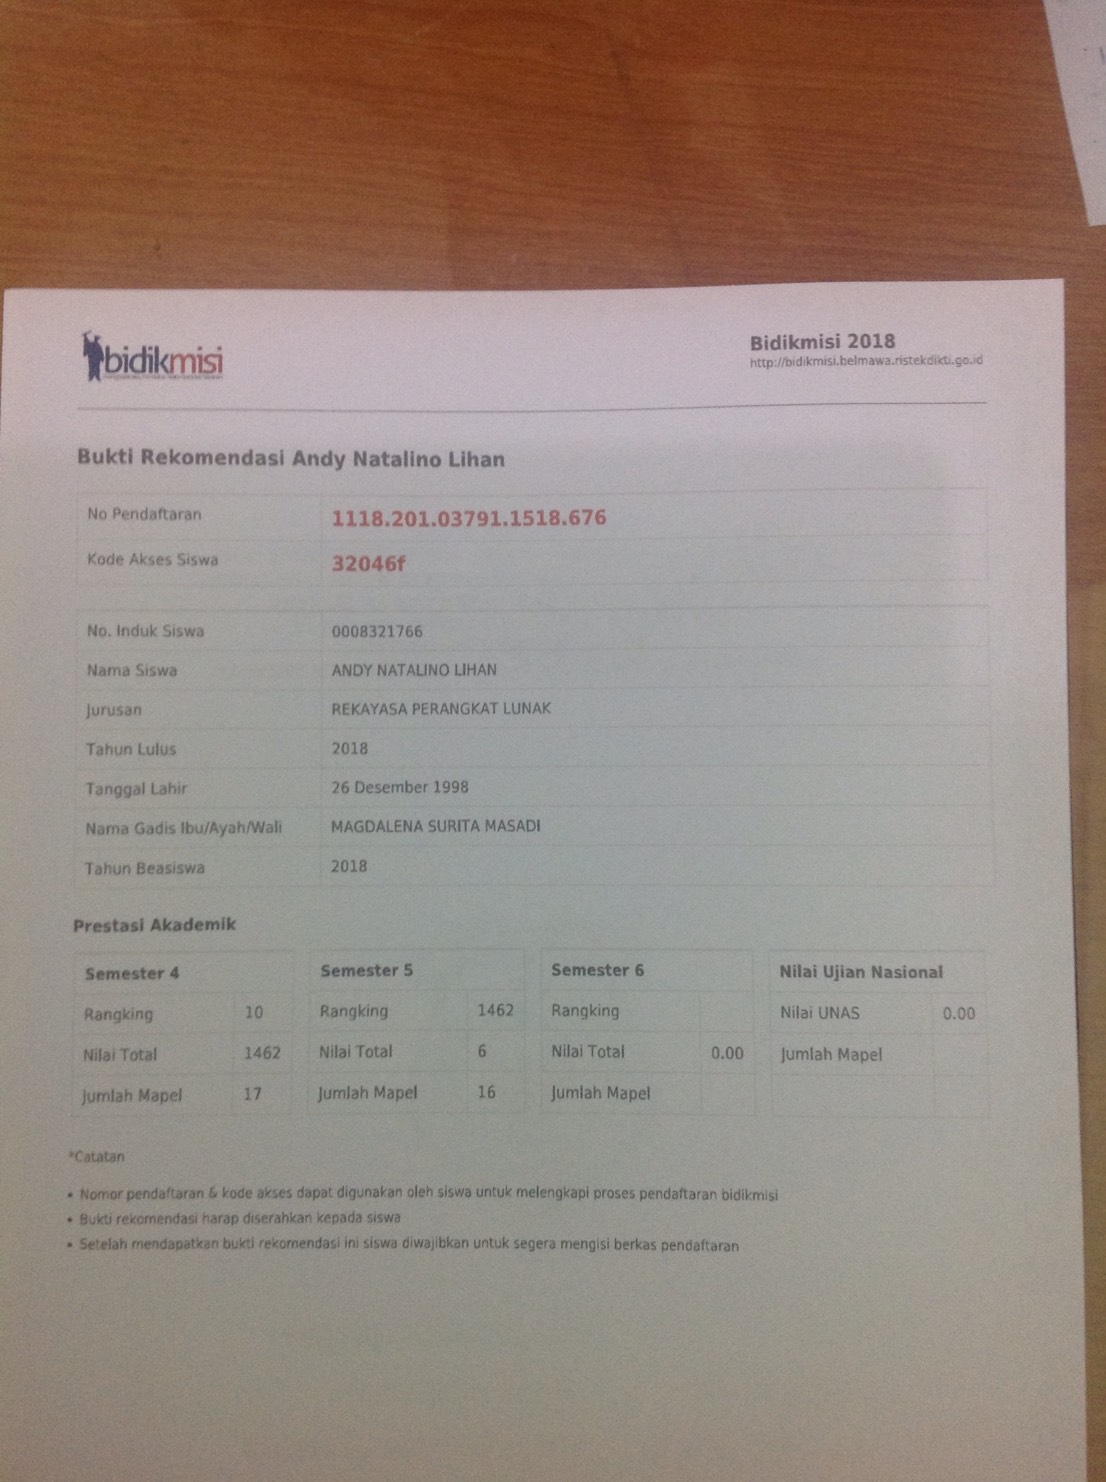 bidikmisi
Bidikmisi 2018
http://bidikmisi.belmawa.ristekdikti.go.id
Bukti Rekomendasi Andy Natalino Lihan
No Pendaftaran 1118.201.03791.1518.676
Kode Akses Siswa 32046f
No. Induk Siswa 0008321766
Nama Siswa ANDY NATALINO LIHAN
Jurusan REKAYASA PERANGKAT LUNAK
Tahun Lulus 2018
Tanggal Lahir 26 Desember 1998
Nama Gadis Ibu/Ayah/Wali MAGDALENA SURITA MASADI
Tahun Beasiswa 2018
Prestasi Akademik
Semester 4 Semester 5 Semester 6 Nilai Ujian Nasional
Rangking 10 Rangking 1462 Rangking Nilai UNAS 0.00
Nilai Total 1462 Nilai Total 6 Nilai Total 0.00 Jumlah Mapel
Jumlah Mapel 17 Jumlah Mapel 16 Jumlah Mapel
*Catatan
• Nomor pendaftaran & kode akses dapat digunakan oleh siswa untuk melengkapi proses pendaftaran bidikmisi
• Bukti rekomendasi harap diserahkan kepada siswa
• Setelah mendapatkan bukti rekomendasi ini siswa diwajibkan untuk segera mengisi berkas pendaftaran